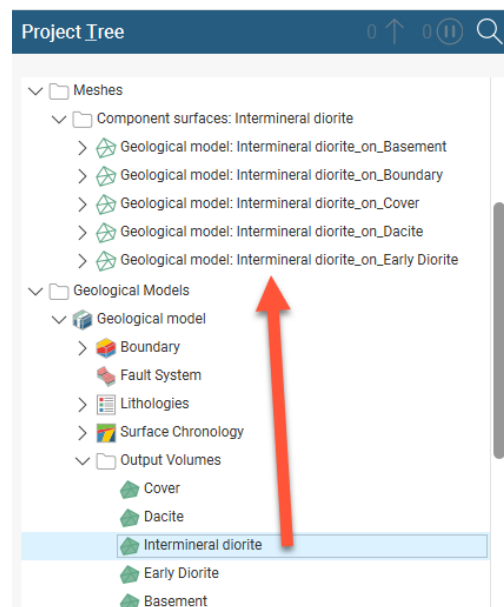 Project Tree
0
0
Meshes
Component surfaces: Intermineral diorite
Geological model: Intermineral diorite_on_Basement
Geological model: Intermineral diorite_on_Boundary
Geological model: Intermineral diorite_on_Cover
Geological model: Intermineral diorite_on_Dacite
Geological model: Intermineral diorite_on_Early Diorite
Geological Models
Geological model
Boundary
Fault System
Lithologies
Surface Chronology
Output Volumes
Cover
Dacite
Intermineral diorite
Early Diorite
Basement